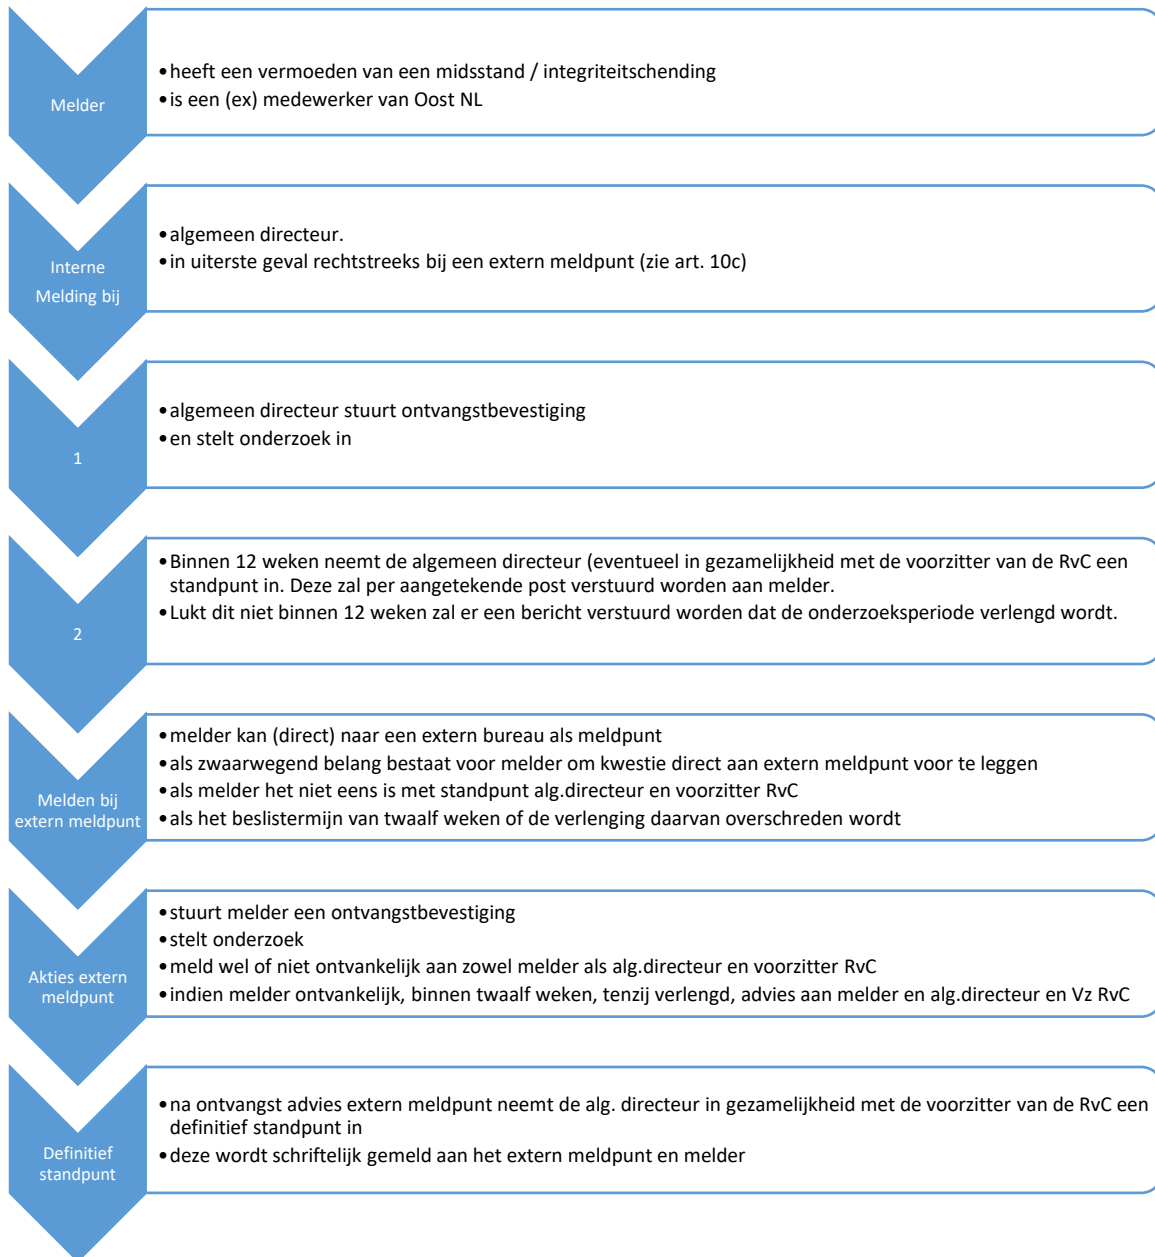 Melder
•heeft een vermoeden van een midsstand / integriteitschending
•is een (ex) medewerker van Oost NL
Interne
Melding bij
•algemeen directeur.
•in uiterste geval rechtstreeks bij een extern meldpunt (zie art. 10c)
1
•algemeen directeur stuurt ontvangstbevestiging
•en stelt onderzoek in
2
•Binnen 12 weken neemt de algemeen directeur (eventueel in gezamelijkheid met de voorzitter van de RvC een
standpunt in. Deze zal per aangetekende post verstuurd worden aan melder.
•Lukt dit niet binnen 12 weken zal er een bericht verstuurd worden dat de onderzoeksperiode verlengd wordt.
Melden bij
extern meldpunt
•melder kan (direct) naar een extern bureau als meldpunt
•als zwaarwegend belang bestaat voor melder om kwestie direct aan extern meldpunt voor te leggen
•als melder het niet eens is met standpunt alg.directeur en voorzitter RvC
•als het beslistermijn van twaalf weken of de verlenging daarvan overschreden wordt
Akties extern
meldpunt
•stuurt melder een ontvangstbevestiging
•stelt onderzoek
•meld wel of niet ontvankelijk aan zowel melder als alg.directeur en voorzitter RvC
•indien melder ontvankelijk, binnen twaalf weken, tenzij verlengd, advies aan melder en alg.directeur en Vz RvC
Definitief
standpunt
•na ontvangst advies extern meldpunt neemt de alg. directeur in gezamelijkheid met de voorzitter van de RvC een
definitief standpunt in
•deze wordt schriftelijk gemeld aan het extern meldpunt en melder